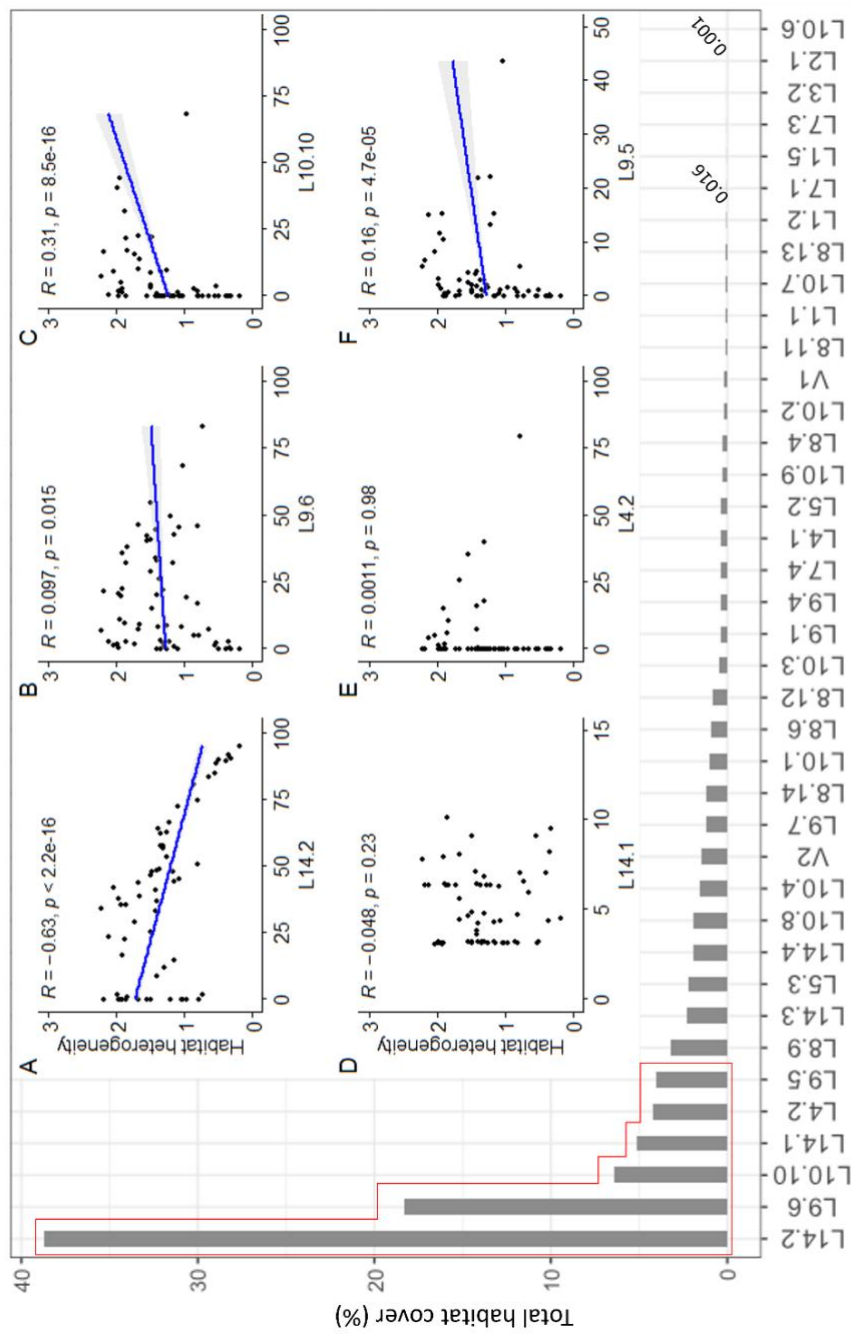 A
R = −0.63, p < 2.2e-16
Habitat heterogeneity
3
2
1
0
0
25
50
75
100
L14.2
B
R = 0.097, p = 0.015
3
2
1
0
0
25
50
75
100
L9.6
C
R = 0.31, p = 8.5e-16
3
2
1
0
0
25
50
75
100
L10.10
D
R = −0.048, p = 0.23
Habitat heterogeneity
3
2
1
0
0
5
10
15
L14.1
E
R = 0.0011, p = 0.98
3
2
1
0
0
25
50
75
100
L4.2
F
R = 0.16, p = 4.7e-05
3
2
1
0
0
10
20
30
40
50
L9.5
Total habitat cover (%)
40
30
20
10
0
0.016
0.001
L14.2
L9.6
L10.10
L14.1
L4.2
L9.5
L8.9
L14.3
L5.3
L14.4
L10.8
L10.4
V2
L9.7
L8.14
L10.1
L8.6
L8.12
L10.3
L9.1
L9.4
L7.4
L4.1
L5.2
L10.9
L8.4
L10.2
V1
L8.11
L1.1
L10.7
L8.13
L1.2
L7.1
L1.5
L7.3
L3.2
L2.1
L10.6